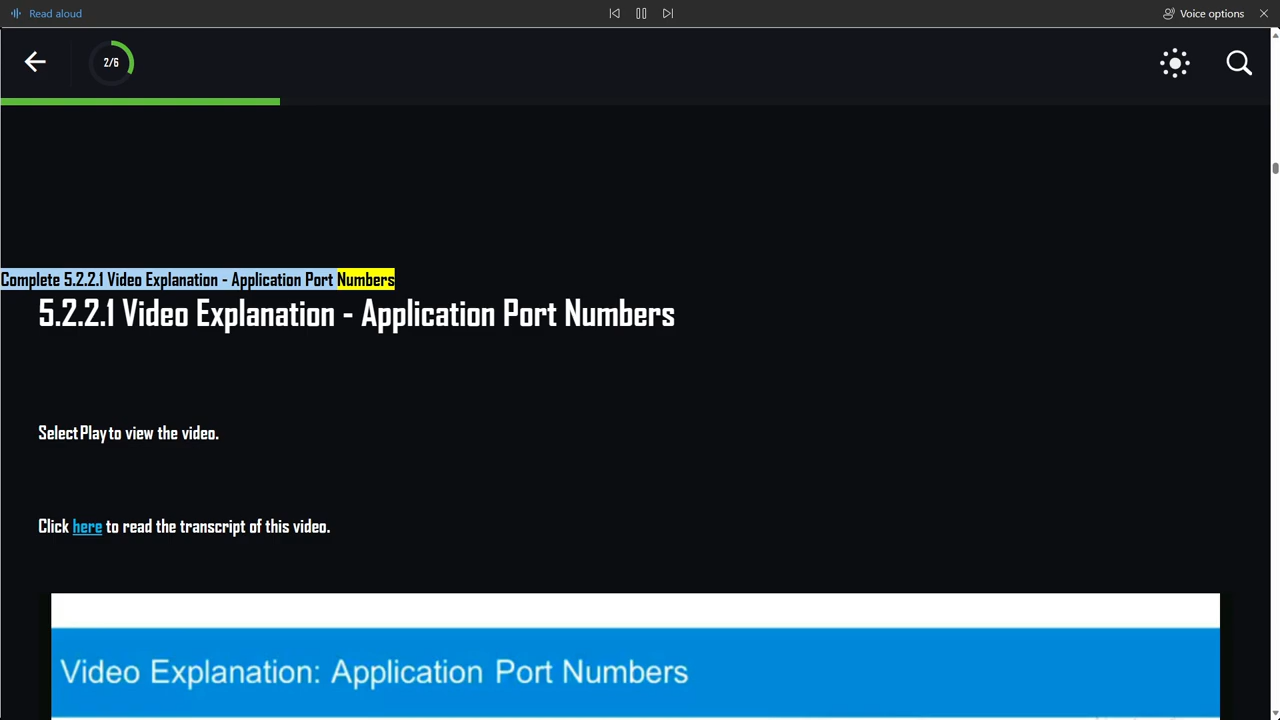 Read aloud
Voice options
2/6
Complete 5.2.2.1 Video Explanation - Application Port Numbers
5.2.2.1 Video Explanation - Application Port Numbers
Select Play to view the video.
Click here to read the transcript of this video.
Video Explanation: Application Port Numbers